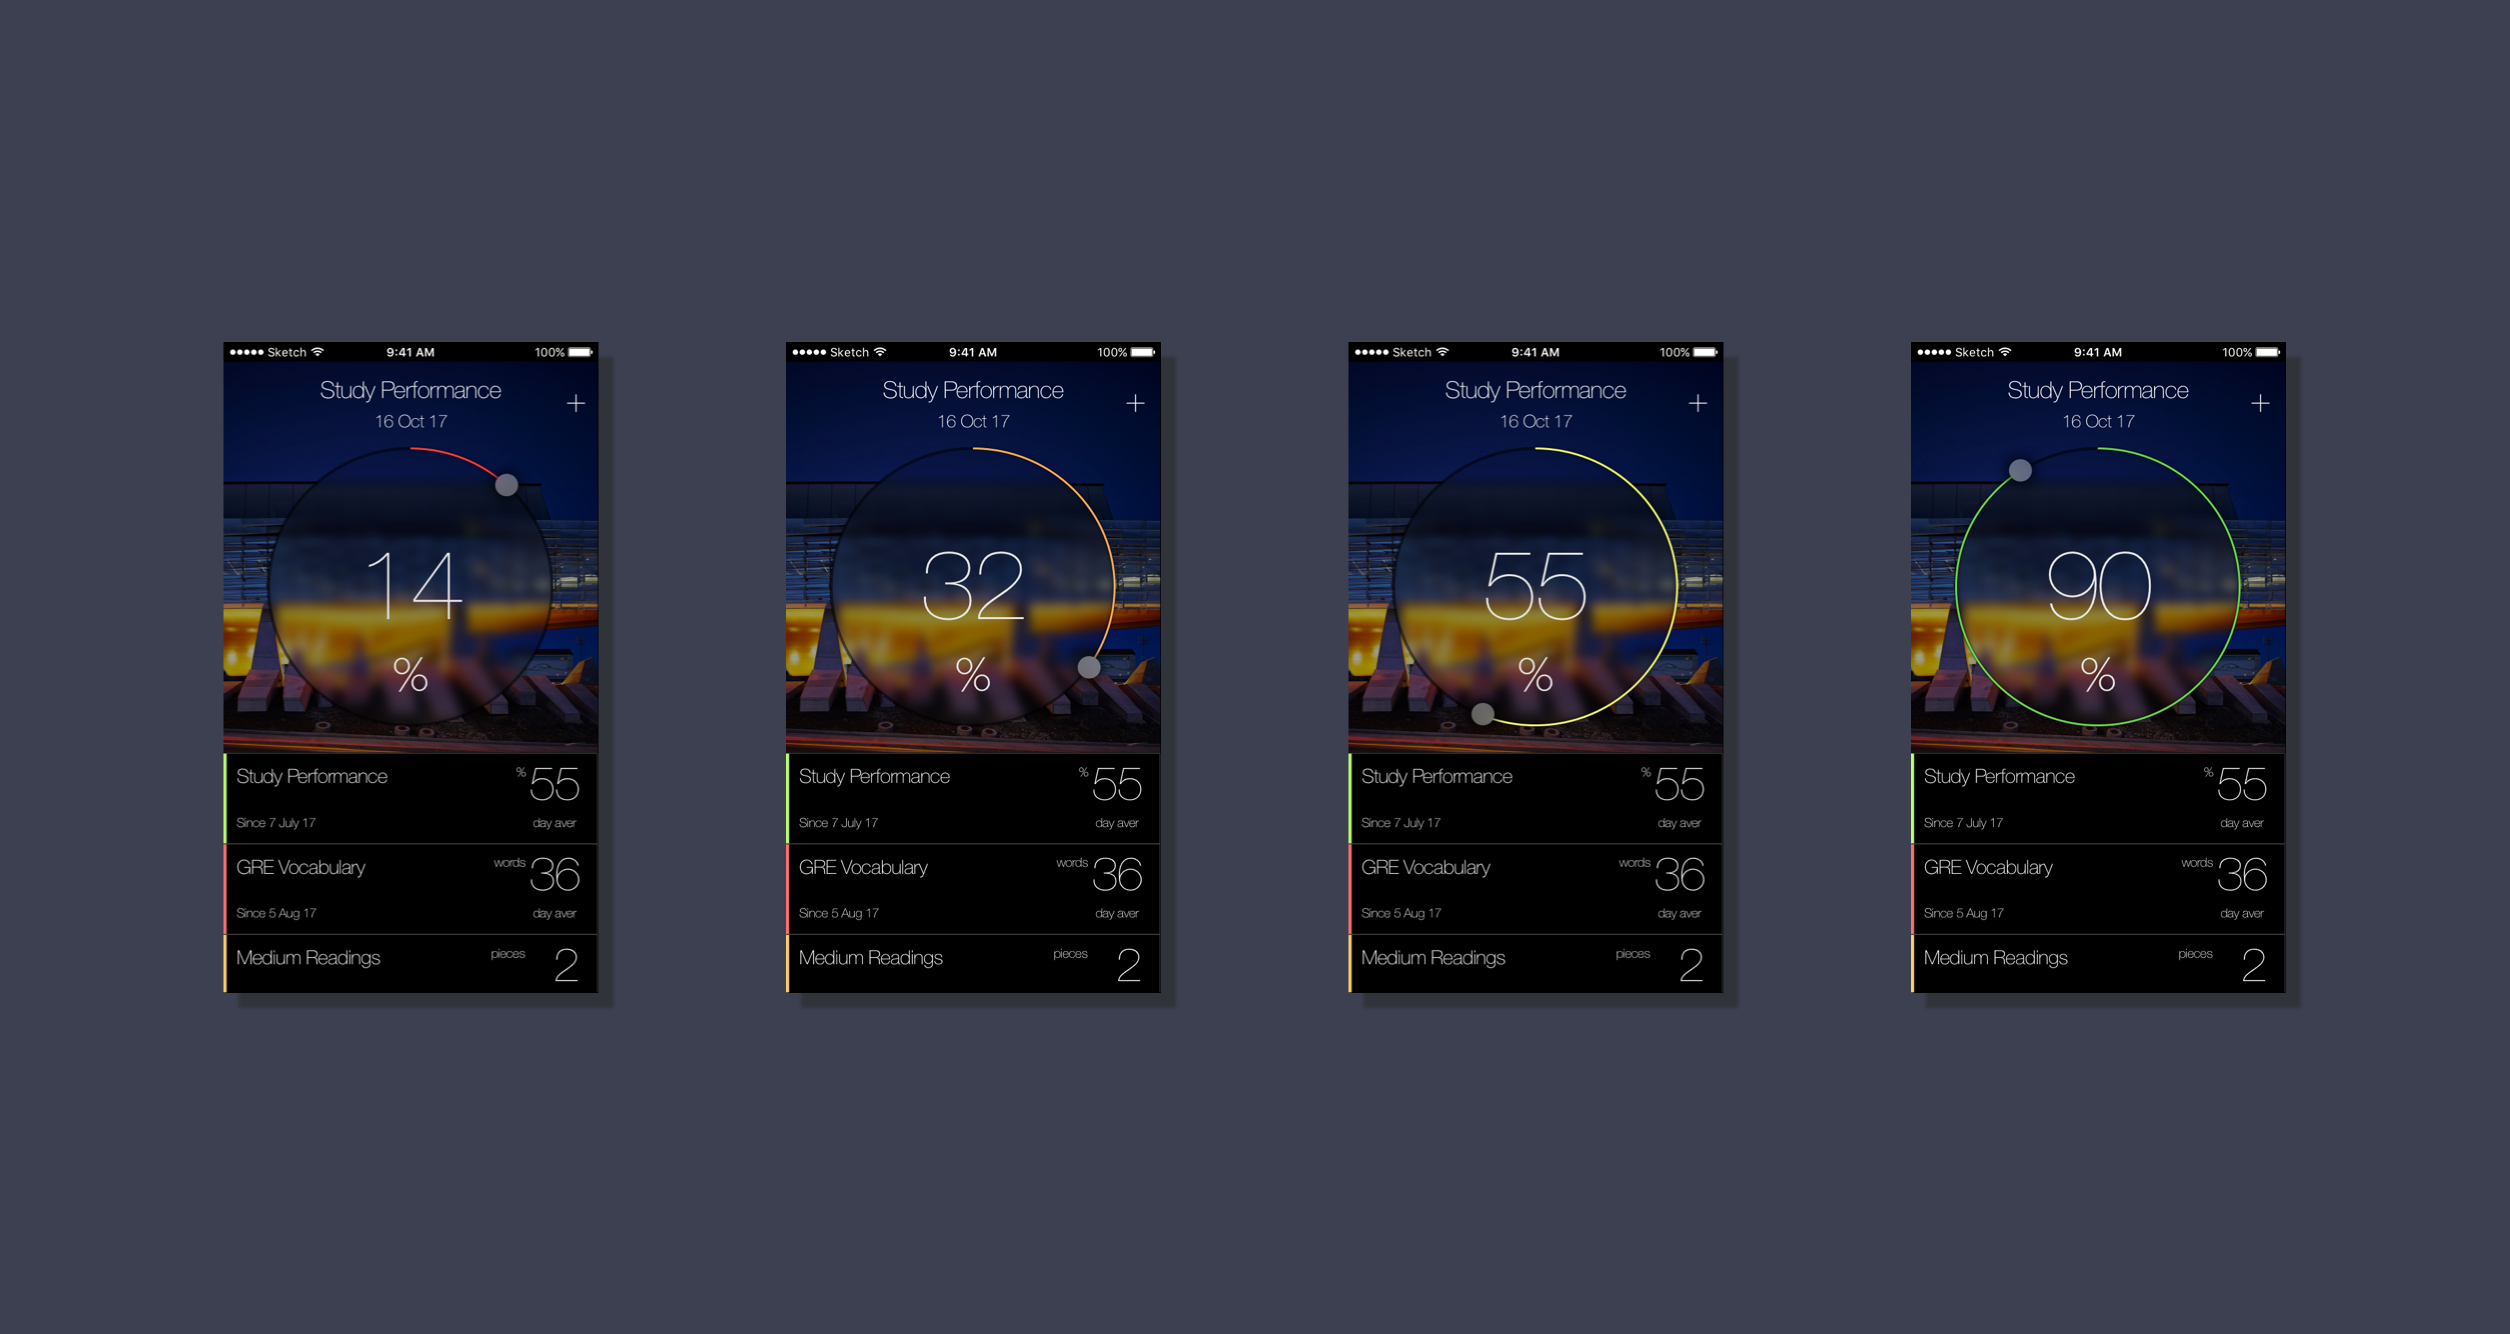 Sketch 9:41 AM 100%
Study Performance
16 Oct 17
+
14
%
Study Performance % 55
Since 7 July 17 day aver
GRE Vocabulary words 36
Since 5 Aug 17 day aver
Medium Readings pieces 2
Sketch 9:41 AM 100%
Study Performance
16 Oct 17
+
32
%
Study Performance % 55
Since 7 July 17 day aver
GRE Vocabulary words 36
Since 5 Aug 17 day aver
Medium Readings pieces 2
Sketch 9:41 AM 100%
Study Performance
16 Oct 17
+
55
%
Study Performance % 55
Since 7 July 17 day aver
GRE Vocabulary words 36
Since 5 Aug 17 day aver
Medium Readings pieces 2
Sketch 9:41 AM 100%
Study Performance
16 Oct 17
+
90
%
Study Performance % 55
Since 7 July 17 day aver
GRE Vocabulary words 36
Since 5 Aug 17 day aver
Medium Readings pieces 2